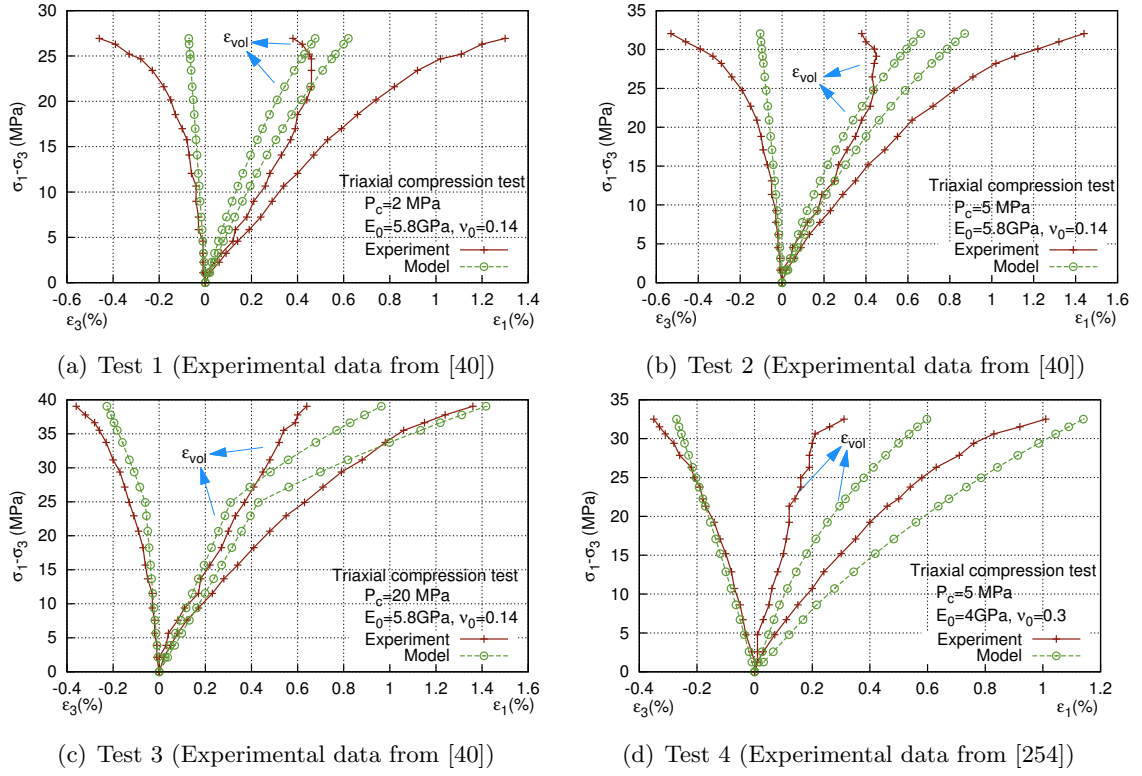 σ1-σ3 (MPa)
40
35
30
25
20
15
10
5
0
-0.6 -0.4 -0.2 0 0.2 0.4 0.6 0.8 1 1.2 1.4
ε3(%) ε1(%)
εvol
Triaxial compression test
Pc=2 MPa
E0=5.8GPa, ν0=0.14
Experiment
Model
(a) Test 1 (Experimental data from [40])
σ1-σ3 (MPa)
35
30
25
20
15
10
5
0
-0.6 -0.4 -0.2 0 0.2 0.4 0.6 0.8 1 1.2 1.4 1.6
ε3(%) ε1(%)
εvol
Triaxial compression test
Pc=5 MPa
E0=5.8GPa, ν0=0.14
Experiment
Model
(b) Test 2 (Experimental data from [40])
σ1-σ3 (MPa)
40
35
30
25
20
15
10
5
0
-0.4 -0.2 0 0.2 0.4 0.6 0.8 1 1.2 1.4 1.6
ε3(%) ε1(%)
εvol
Triaxial compression test
Pc=20 MPa
E0=5.8GPa, ν0=0.14
Experiment
Model
(c) Test 3 (Experimental data from [40])
σ1-σ3 (MPa)
35
30
25
20
15
10
5
0
-0.4 -0.2 0 0.2 0.4 0.6 0.8 1 1.2
ε3(%) ε1(%)
εvol
Triaxial compression test
Pc=5 MPa
E0=4GPa, ν0=0.3
Experiment
Model
(d) Test 4 (Experimental data from [254])